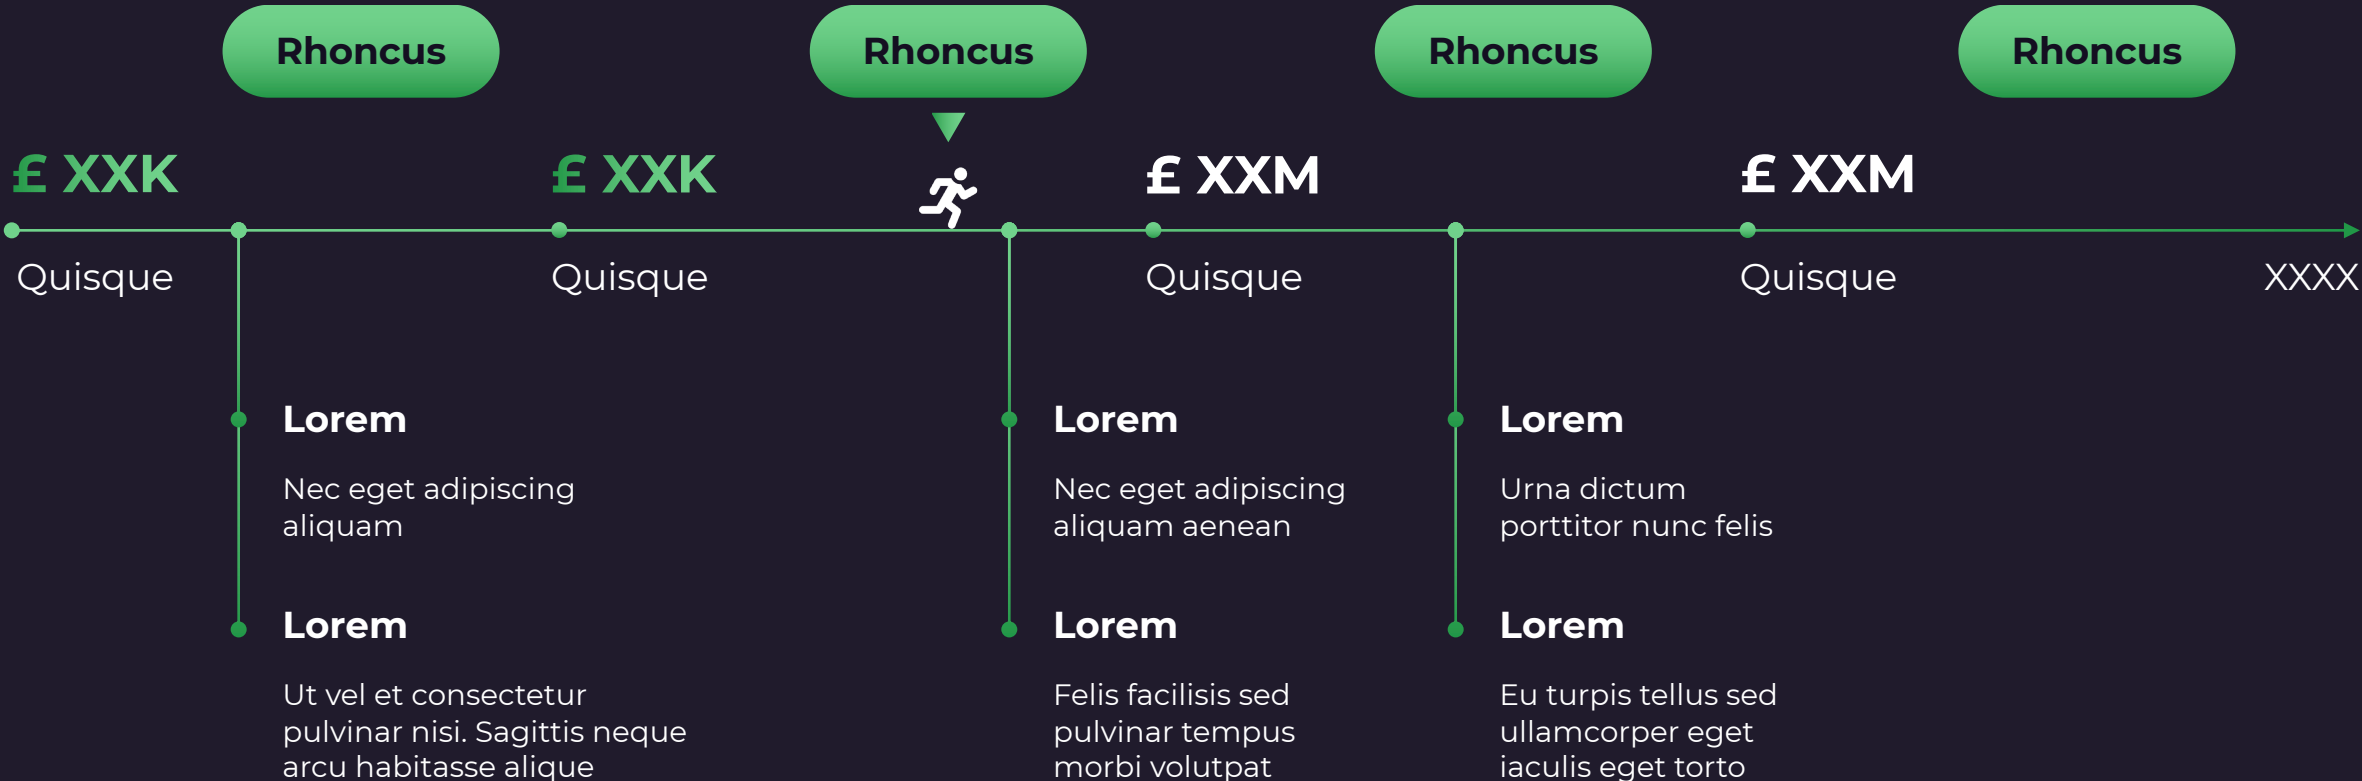 Rhoncus
Rhoncus
Rhoncus
Rhoncus
£ XXK
£ XXK
£ XXM
£ XXM
Quisque
Quisque
Quisque
Quisque
XXXX
Lorem
Nec eget adipiscing
aliquam
Lorem
Ut vel et consectetur
pulvinar nisi. Sagittis neque
arcu habitasse alique
Lorem
Nec eget adipiscing
aliquam aenean
Lorem
Felis facilisis sed
pulvinar tempus
morbi volutpat
Lorem
Urna dictum
porttitor nunc felis
Lorem
Eu turpis tellus sed
ullamcorper eget
iaculis eget torto